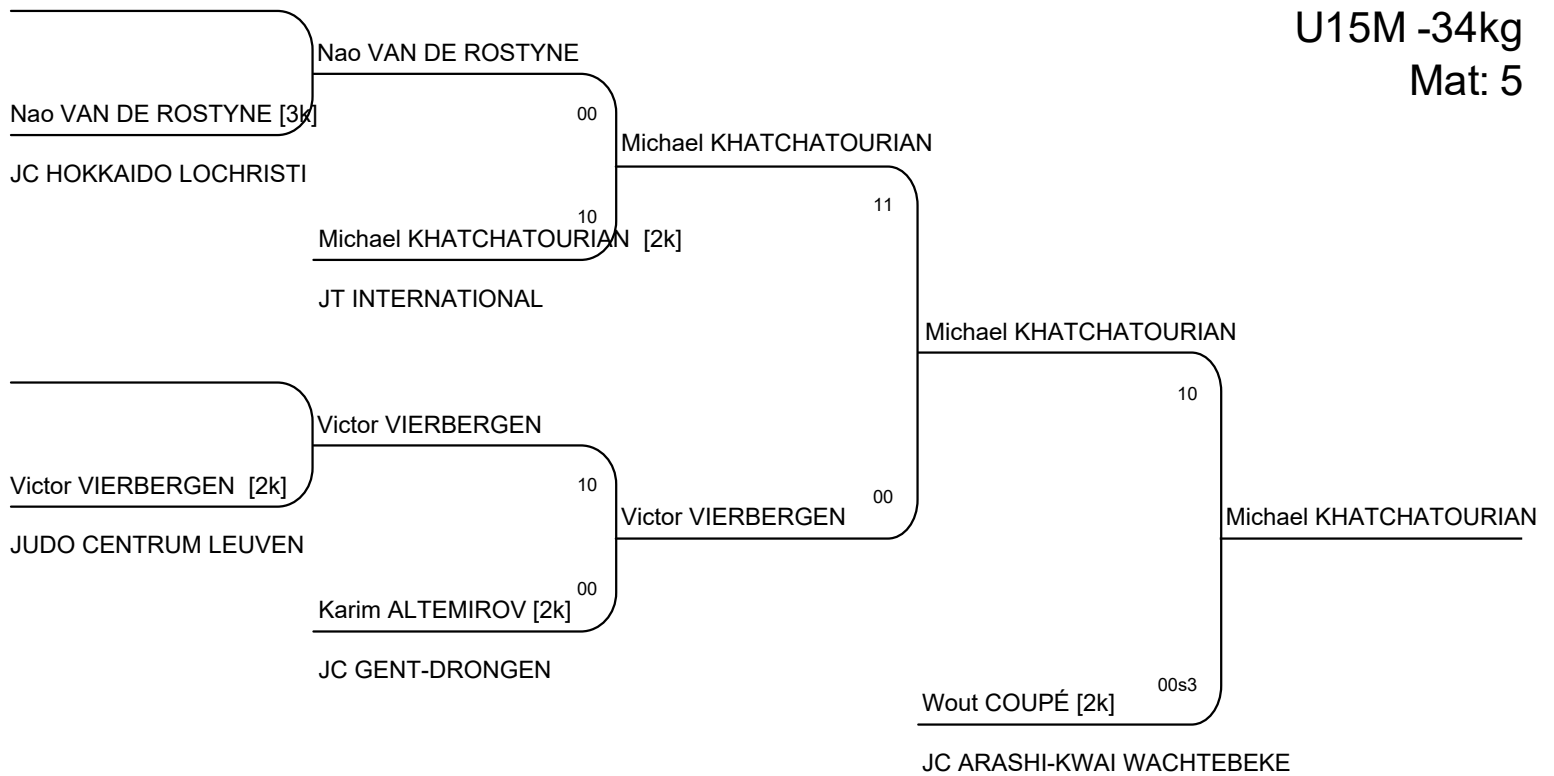 U15M -34kg
Mat: 5
Nao VAN DE ROSTYNE
Nao VAN DE ROSTYNE [3k]
00
JC HOKKAIDO LOCHRISTI
Michael KHATCHATOURIAN
10
Michael KHATCHATOURIAN [2k]
11
JT INTERNATIONAL
Michael KHATCHATOURIAN
10
Victor VIERBERGEN
Victor VIERBERGEN [2k]
10
00
Victor VIERBERGEN
Michael KHATCHATOURIAN
JUDO CENTRUM LEUVEN
00
Karim ALTEMIROV [2k]
JC GENT-DRONGEN
00s3
Wout COUPÉ [2k]
JC ARASHI-KWAI WACHTEBEKE